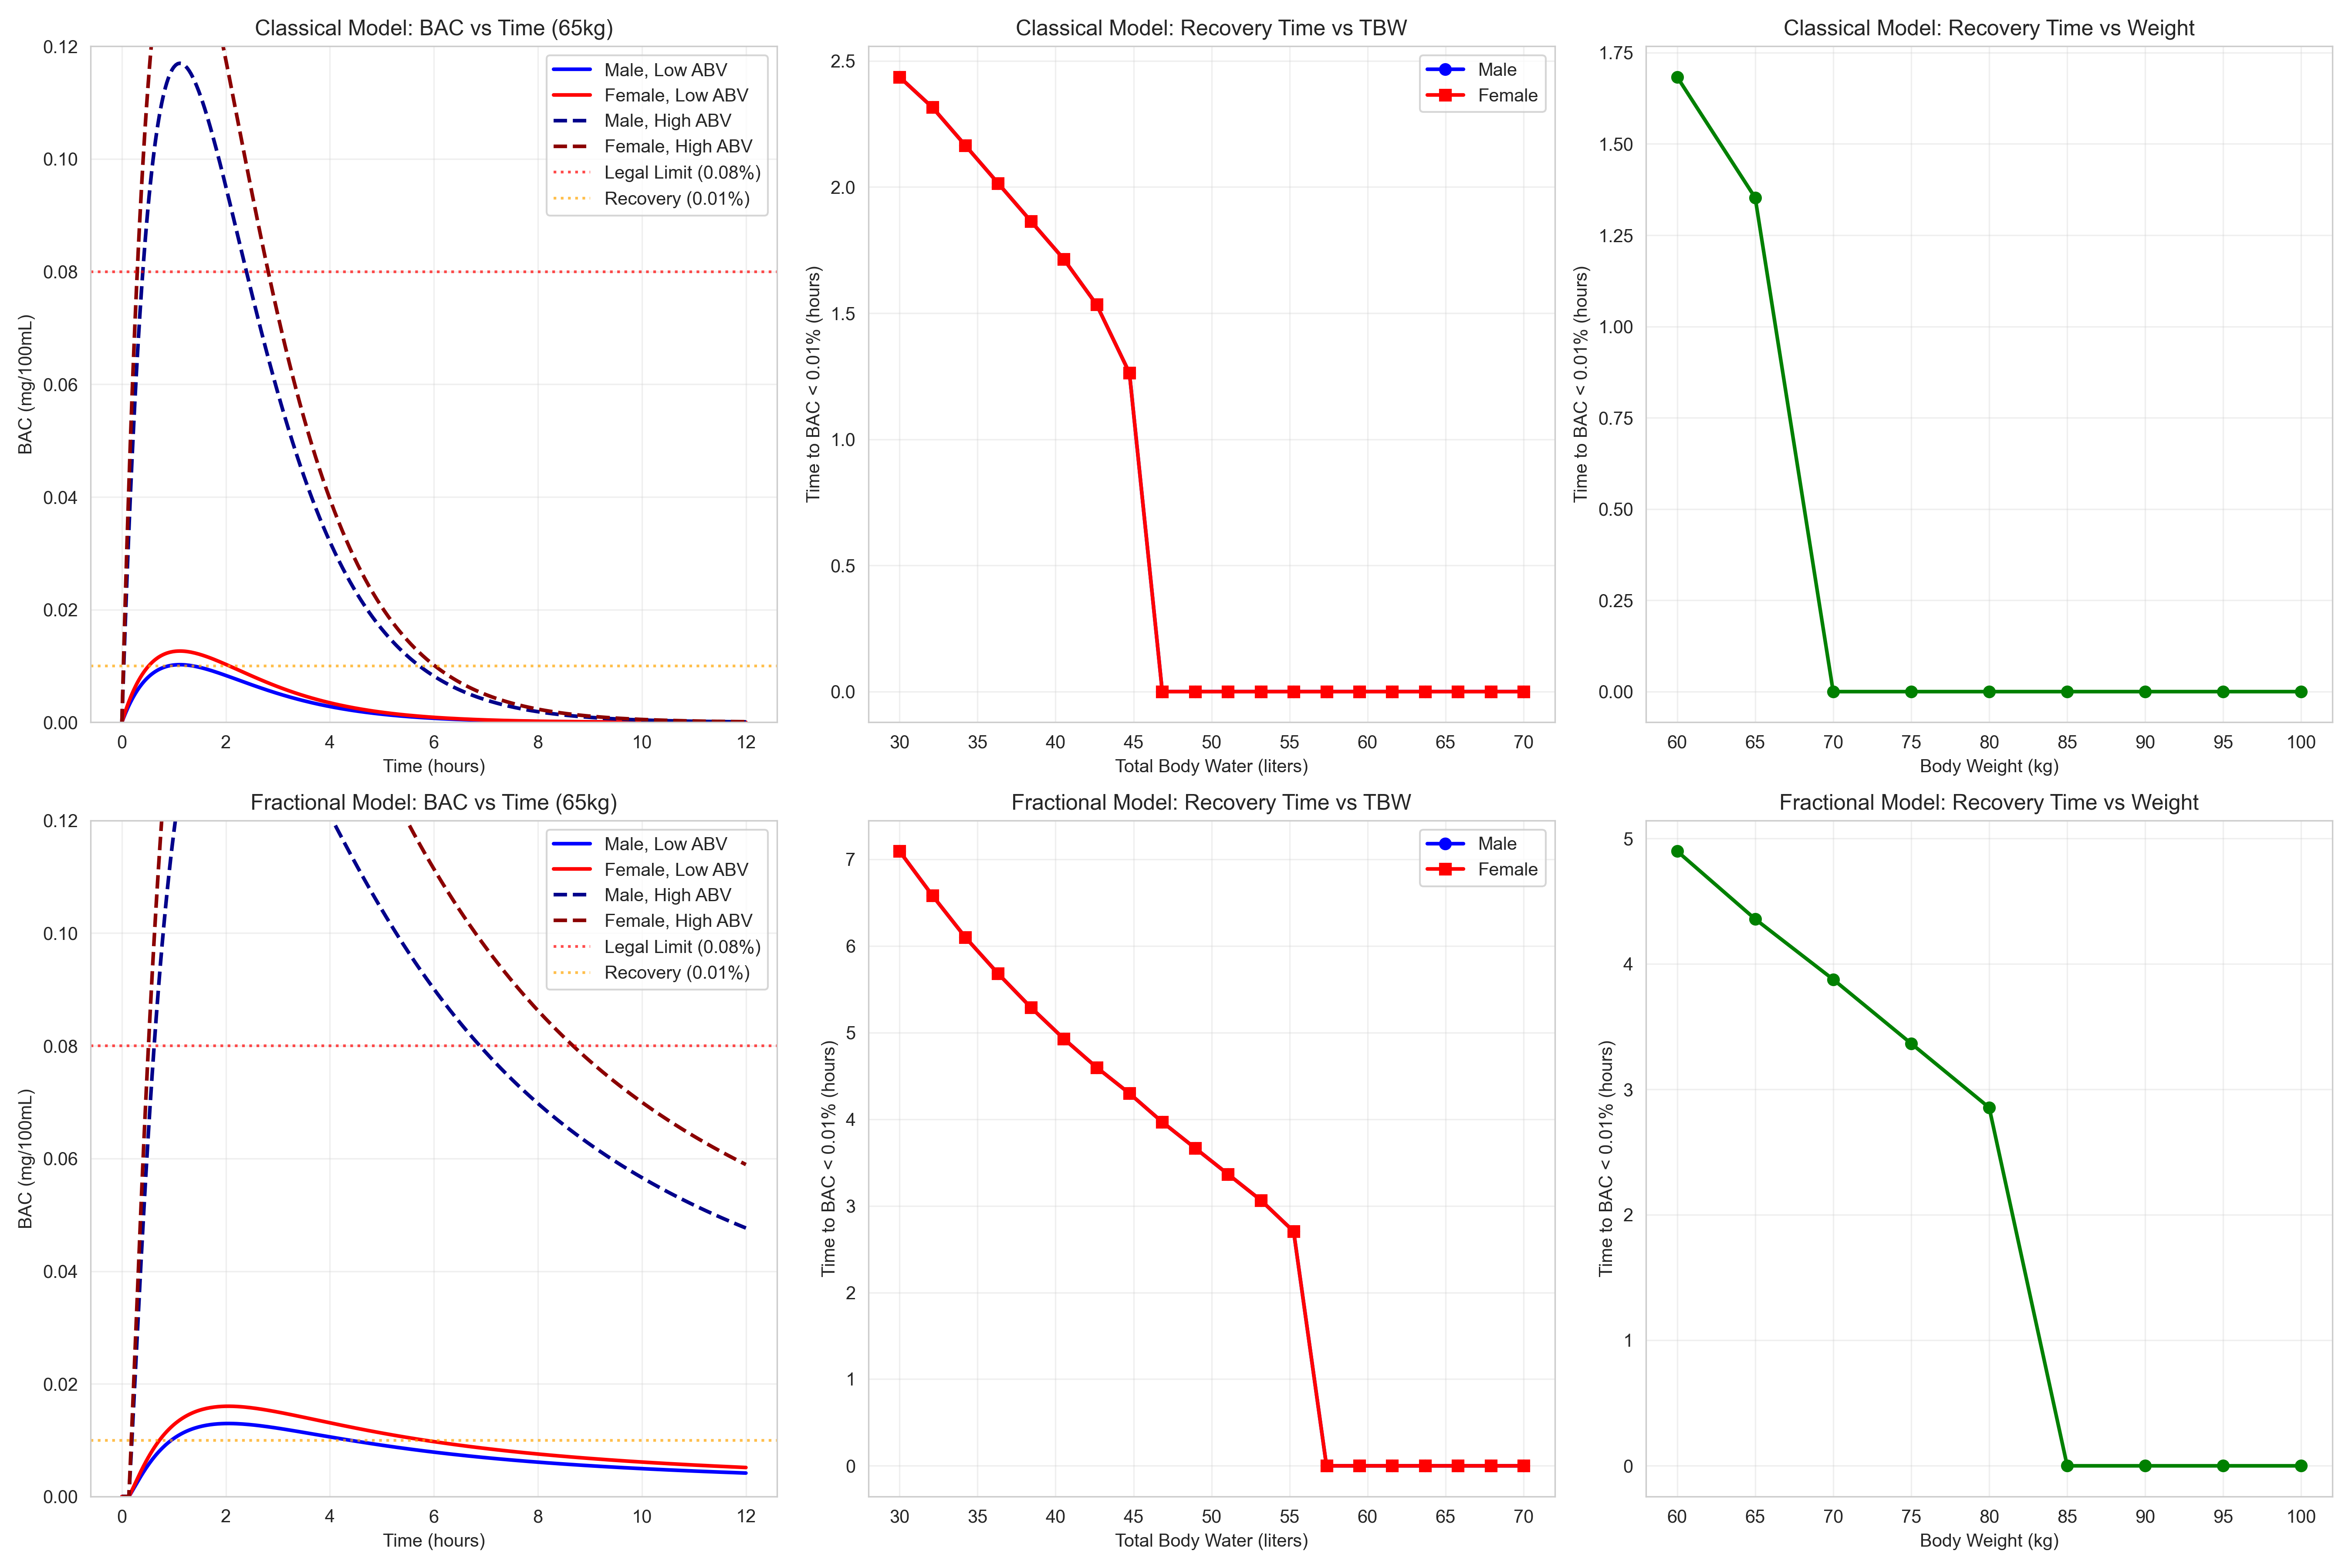 Classical Model: BAC vs Time (65kg)
BAC (mg/100mL)
0.12
0.10
0.08
0.06
0.04
0.02
0.00
Male, Low ABV
Female, Low ABV
Male, High ABV
Female, High ABV
Legal Limit (0.08%)
Recovery (0.01%)
0 2 4 6 8 10 12
Time (hours)
Classical Model: Recovery Time vs TBW
Time to BAC < 0.01% (hours)
2.5
2.0
1.5
1.0
0.5
0.0
Male
Female
30 35 40 45 50 55 60 65 70
Total Body Water (liters)
Classical Model: Recovery Time vs Weight
Time to BAC < 0.01% (hours)
1.75
1.50
1.25
1.00
0.75
0.50
0.25
0.00
60 65 70 75 80 85 90 95 100
Body Weight (kg)
Fractional Model: BAC vs Time (65kg)
BAC (mg/100mL)
0.12
0.10
0.08
0.06
0.04
0.02
0.00
Male, Low ABV
Female, Low ABV
Male, High ABV
Female, High ABV
Legal Limit (0.08%)
Recovery (0.01%)
0 2 4 6 8 10 12
Time (hours)
Fractional Model: Recovery Time vs TBW
Time to BAC < 0.01% (hours)
7
6
5
4
3
2
1
0
Male
Female
30 35 40 45 50 55 60 65 70
Total Body Water (liters)
Fractional Model: Recovery Time vs Weight
Time to BAC < 0.01% (hours)
5
4
3
2
1
0
60 65 70 75 80 85 90 95 100
Body Weight (kg)